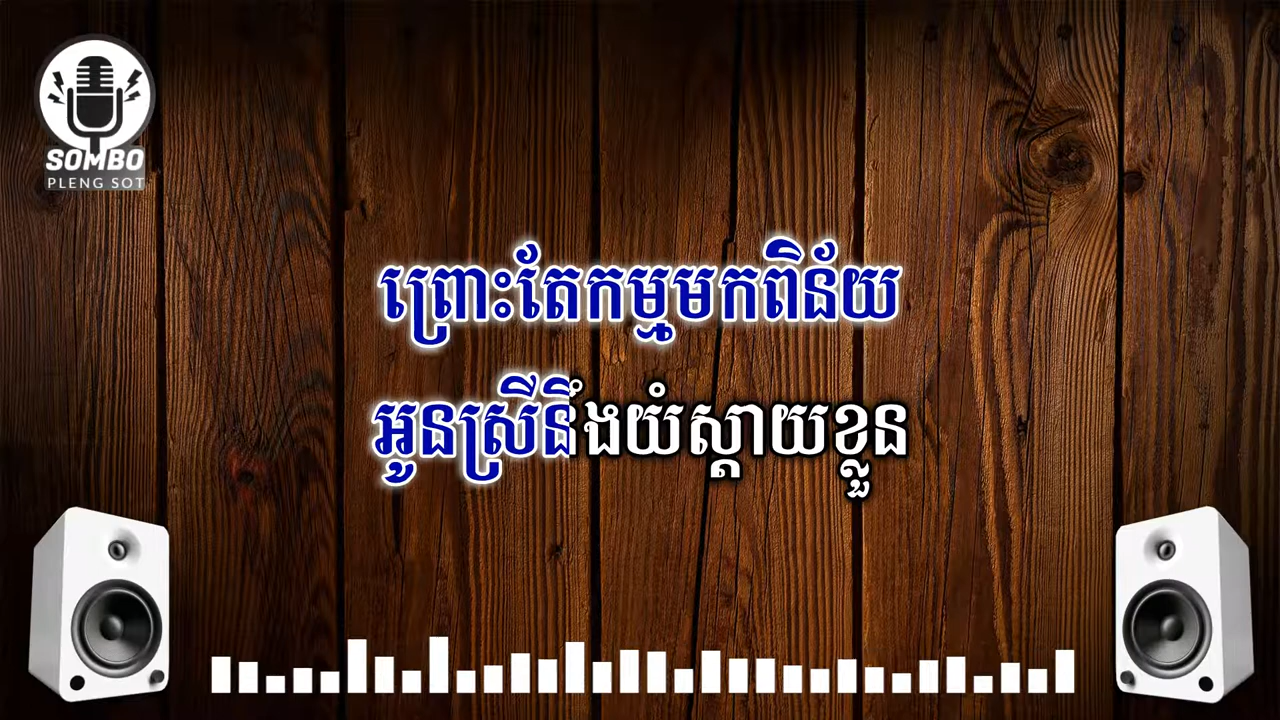 SOMBO
PLENG SOT
ព្រោះតែកម្មមកពិន័យ
អូនស្រីនឹងយំស្ដាយខ្លួន